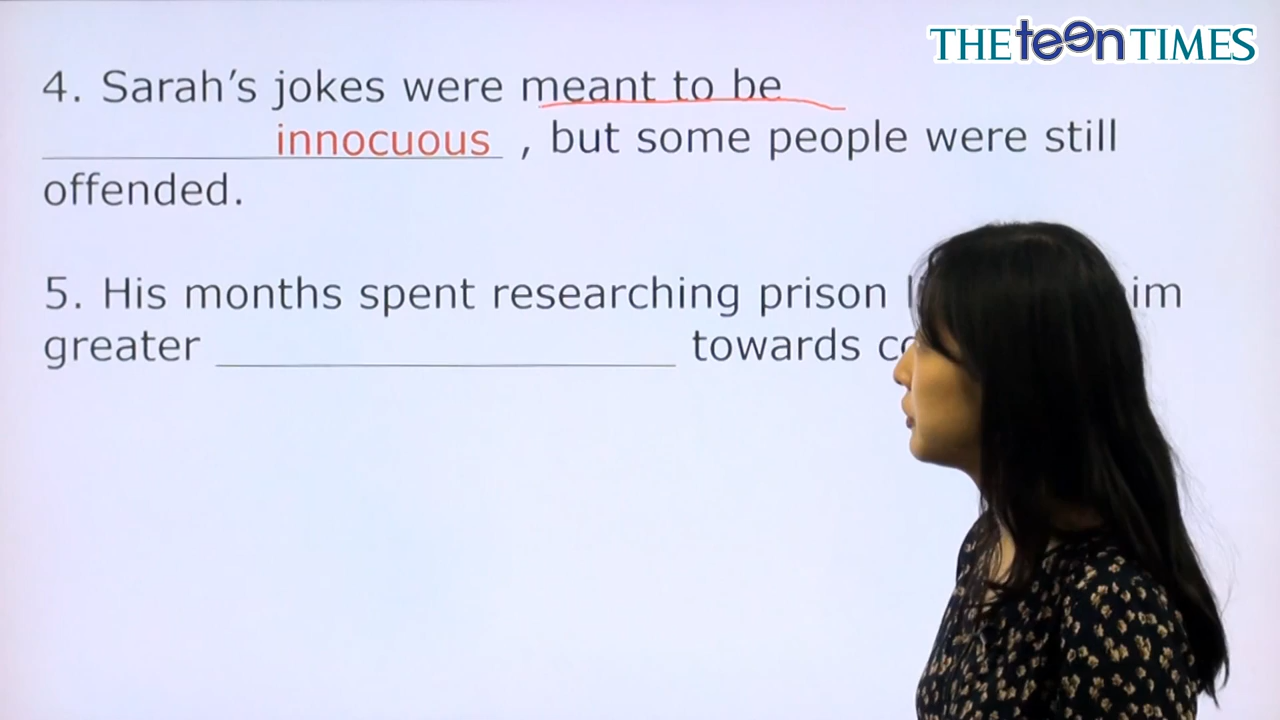 THE teen TIMES
4. Sarah's jokes were meant to be
innocuous , but some people were still
offended.
5. His months spent researching prison
greater towards